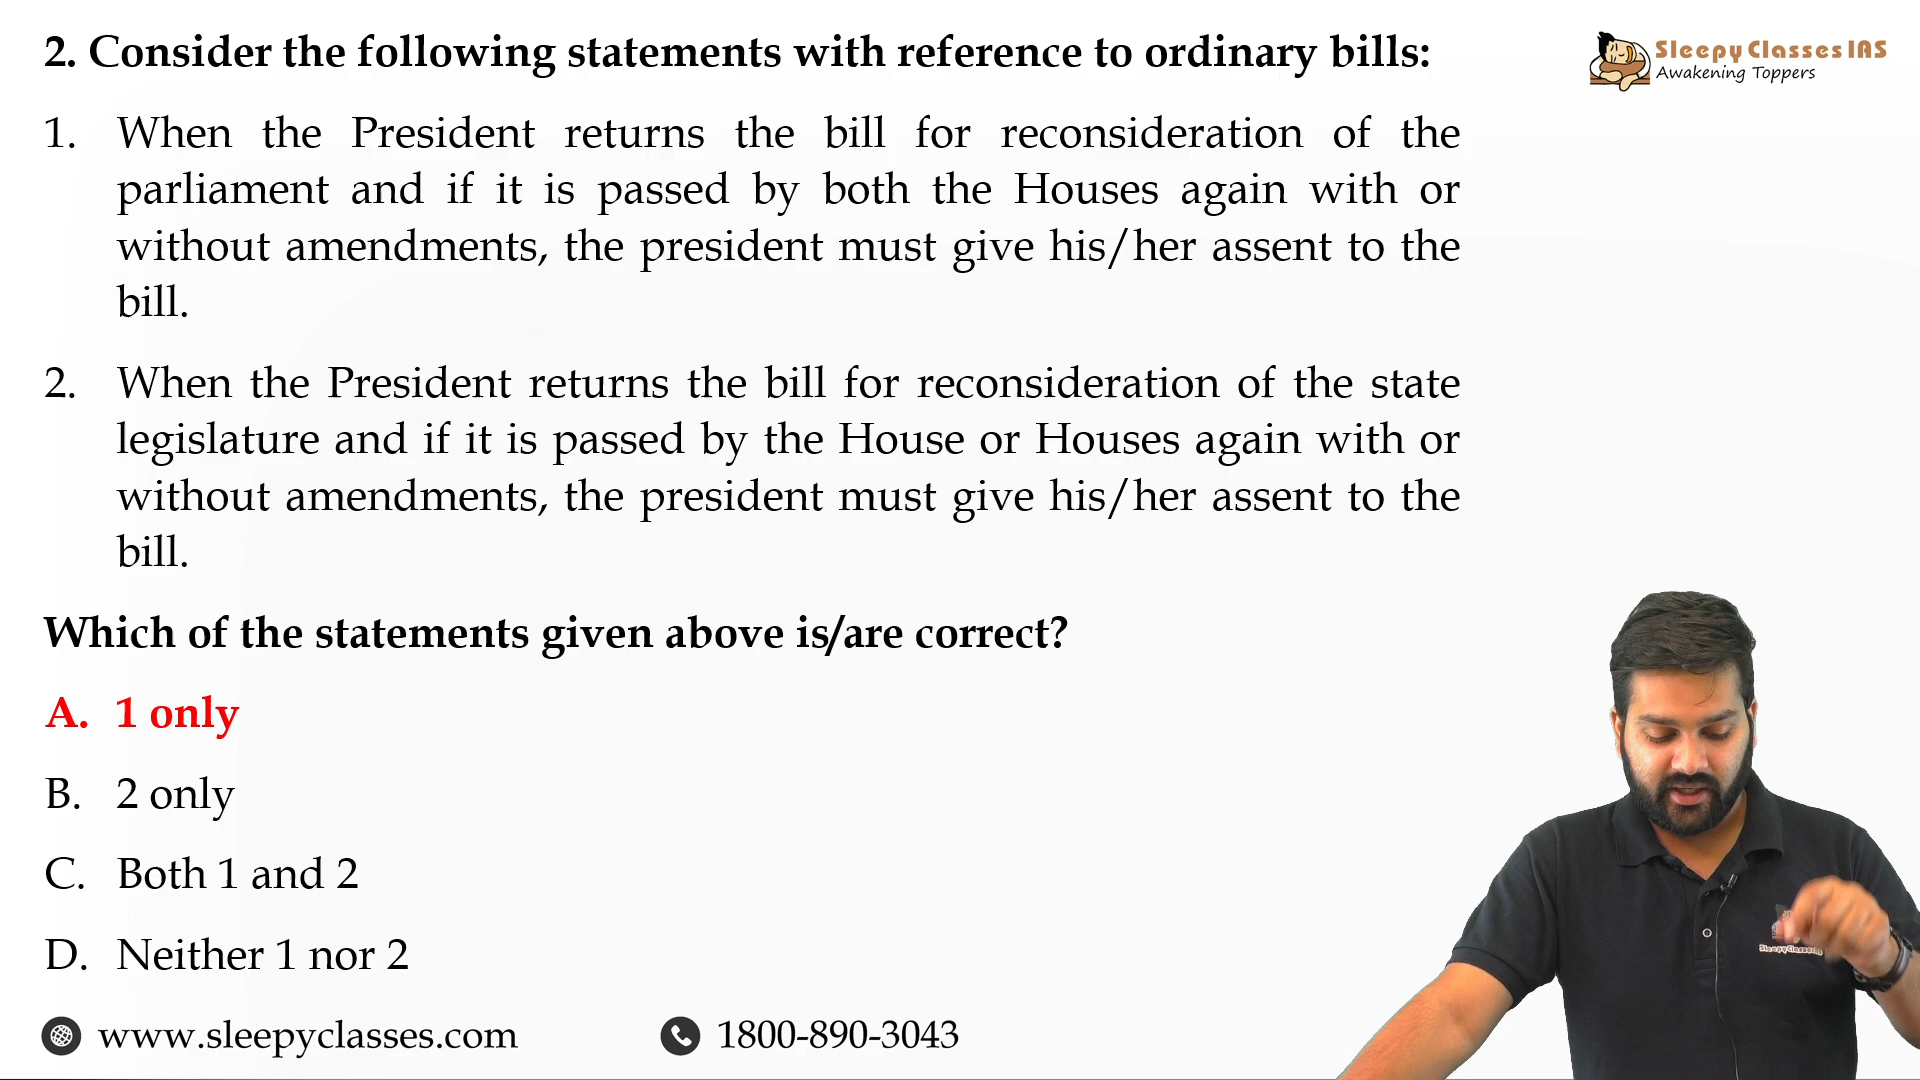 2. Consider the following statements with reference to ordinary bills:
Sleepy Classes IAS
Awakening Toppers
1. When the President returns the bill for reconsideration of the
parliament and if it is passed by both the Houses again with or
without amendments, the president must give his/her assent to the
bill.
2. When the President returns the bill for reconsideration of the state
legislature and if it is passed by the House or Houses again with or
without amendments, the president must give his/her assent to the
bill.
Which of the statements given above is/are correct?
A. 1 only
B. 2 only
C. Both 1 and 2
D. Neither 1 nor 2
www.sleepyclasses.com
1800-890-3043